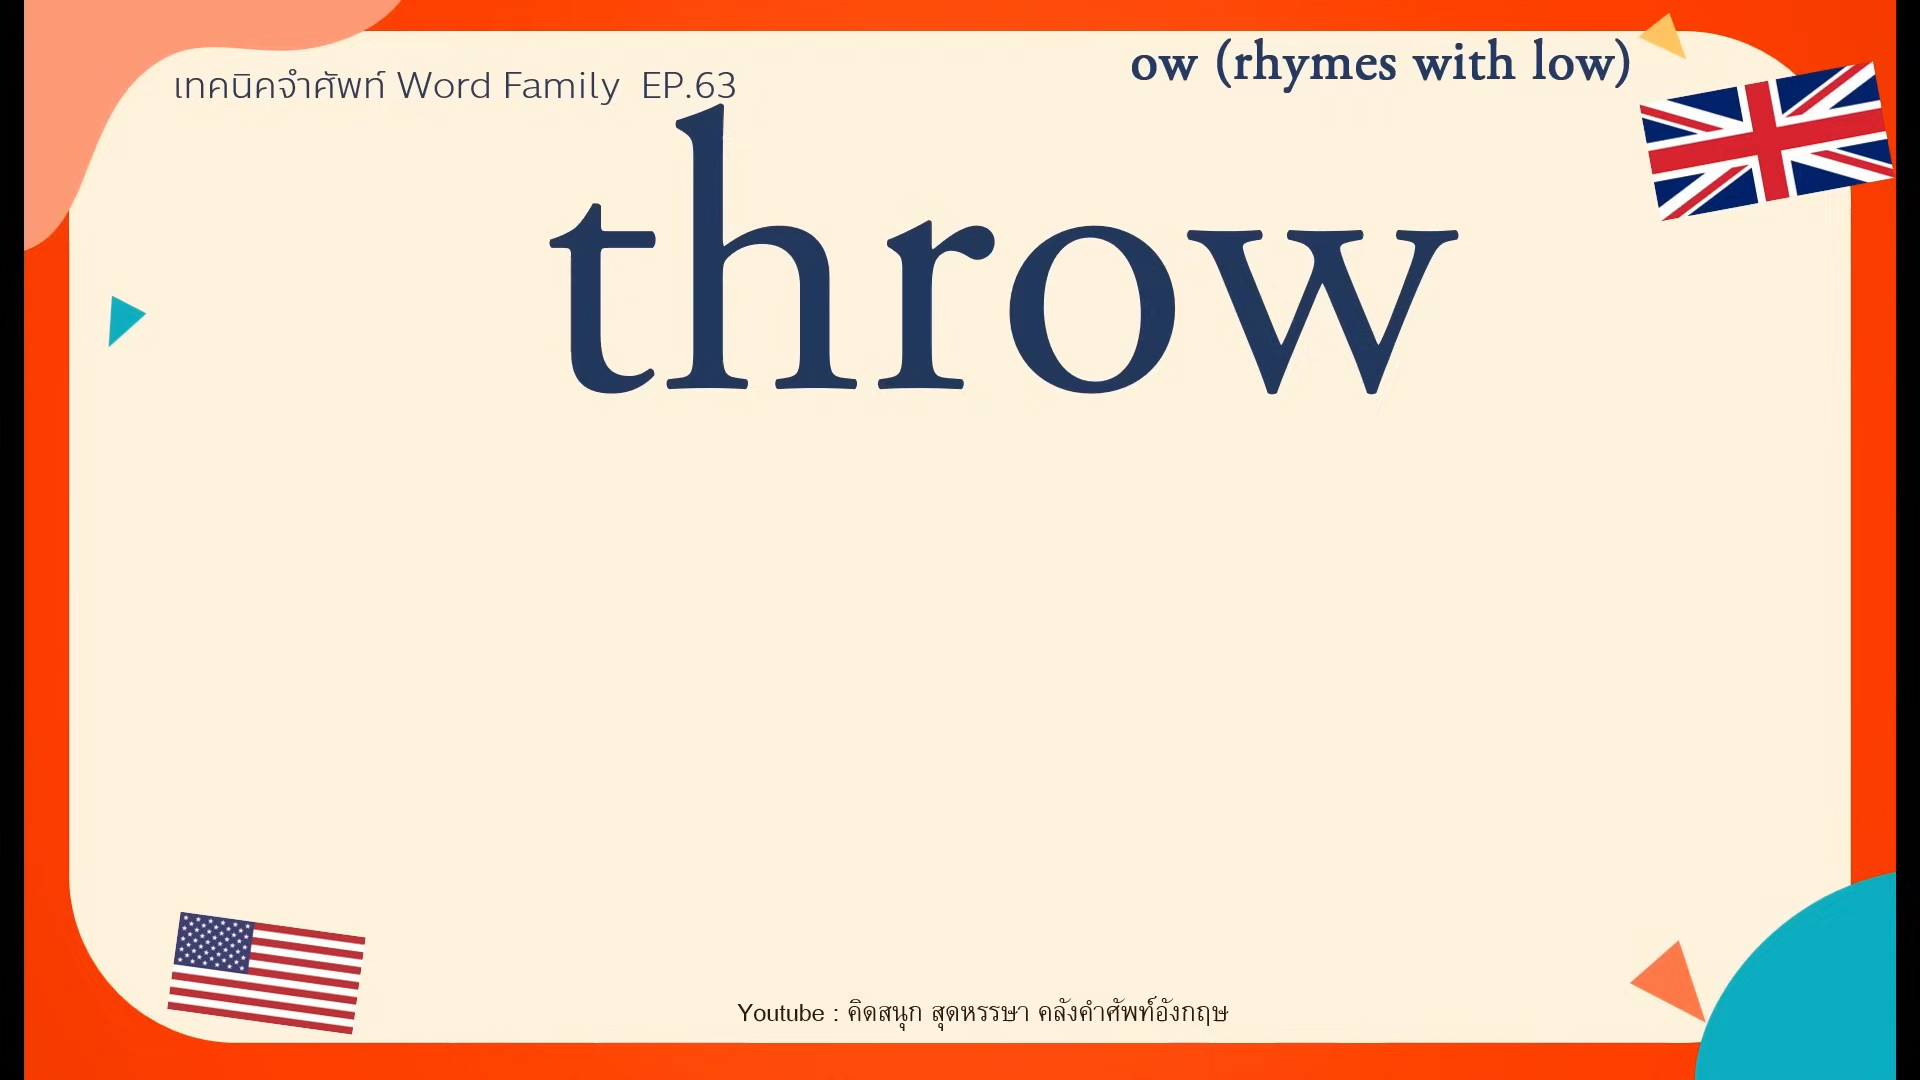 ow (rhymes with low)
เทคนิคจำศัพท์ Word Family EP.63
throw
Youtube : คิดสนุก สุดหรรษา คลังคำศัพท์อังกฤษ